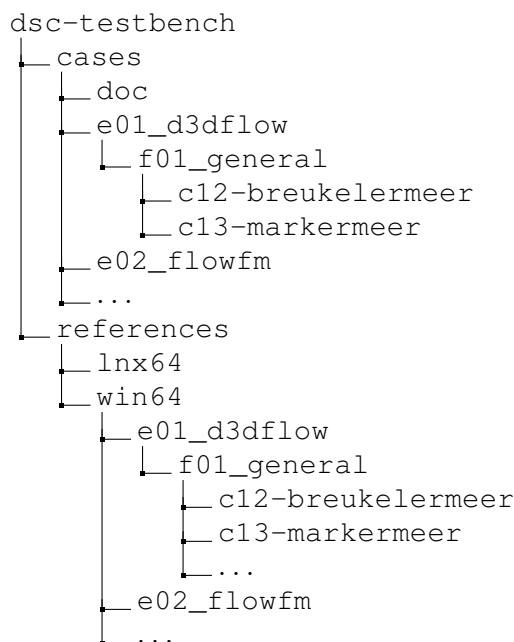 dsc-testbench
cases
doc
e01_d3dflow
f01_general
c12-breukelermeer
c13-markermeer
e02_flowfm
...
references
lnx64
win64
e01_d3dflow
f01_general
c12-breukelermeer
c13-markermeer
...
e02_flowfm
...